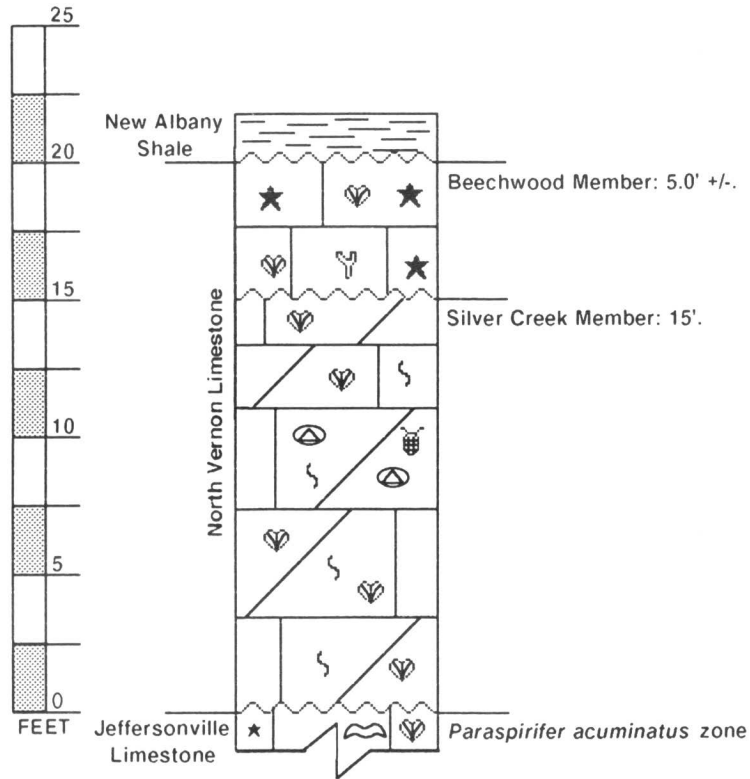 25
New Albany
Shale
20
Beechwood Member: 5.0' +/-.
15
Silver Creek Member: 15'.
North Vernon Limestone
10
5
0
FEET
Jeffersonville
Limestone
Paraspirifer acuminatus zone